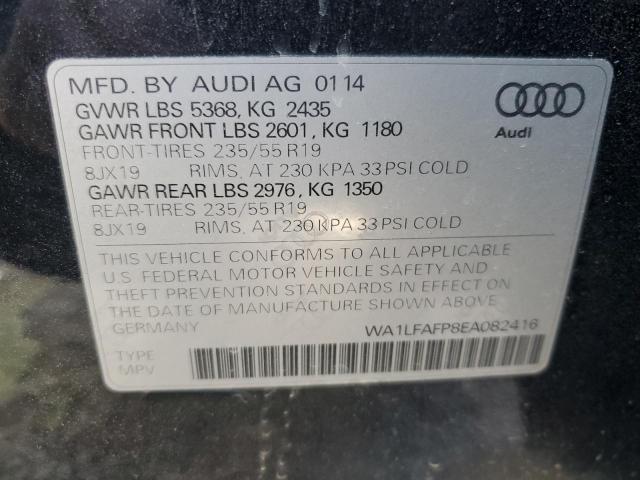 MFD. BY AUDI AG 01 14
GVWR LBS 5368, KG 2435
GAWR FRONT LBS 2601, KG 1180
FRONT-TIRES 235/55 R19
8JX19 RIMS, AT 230 KPA 33 PSI COLD
GAWR REAR LBS 2976, KG 1350
REAR-TIRES 235/55 R19
8JX19 RIMS, AT 230 KPA 33 PSI COLD
Audi
THIS VEHICLE CONFORMS TO ALL APPLICABLE
U.S. FEDERAL MOTOR VEHICLE SAFETY AND
THEFT PREVENTION STANDARDS IN EFFECT ON
THE DATE OF MANUFACTURE SHOWN ABOVE.
GERMANY
WA1LFAFP8EA082416
TYPE:
MPV